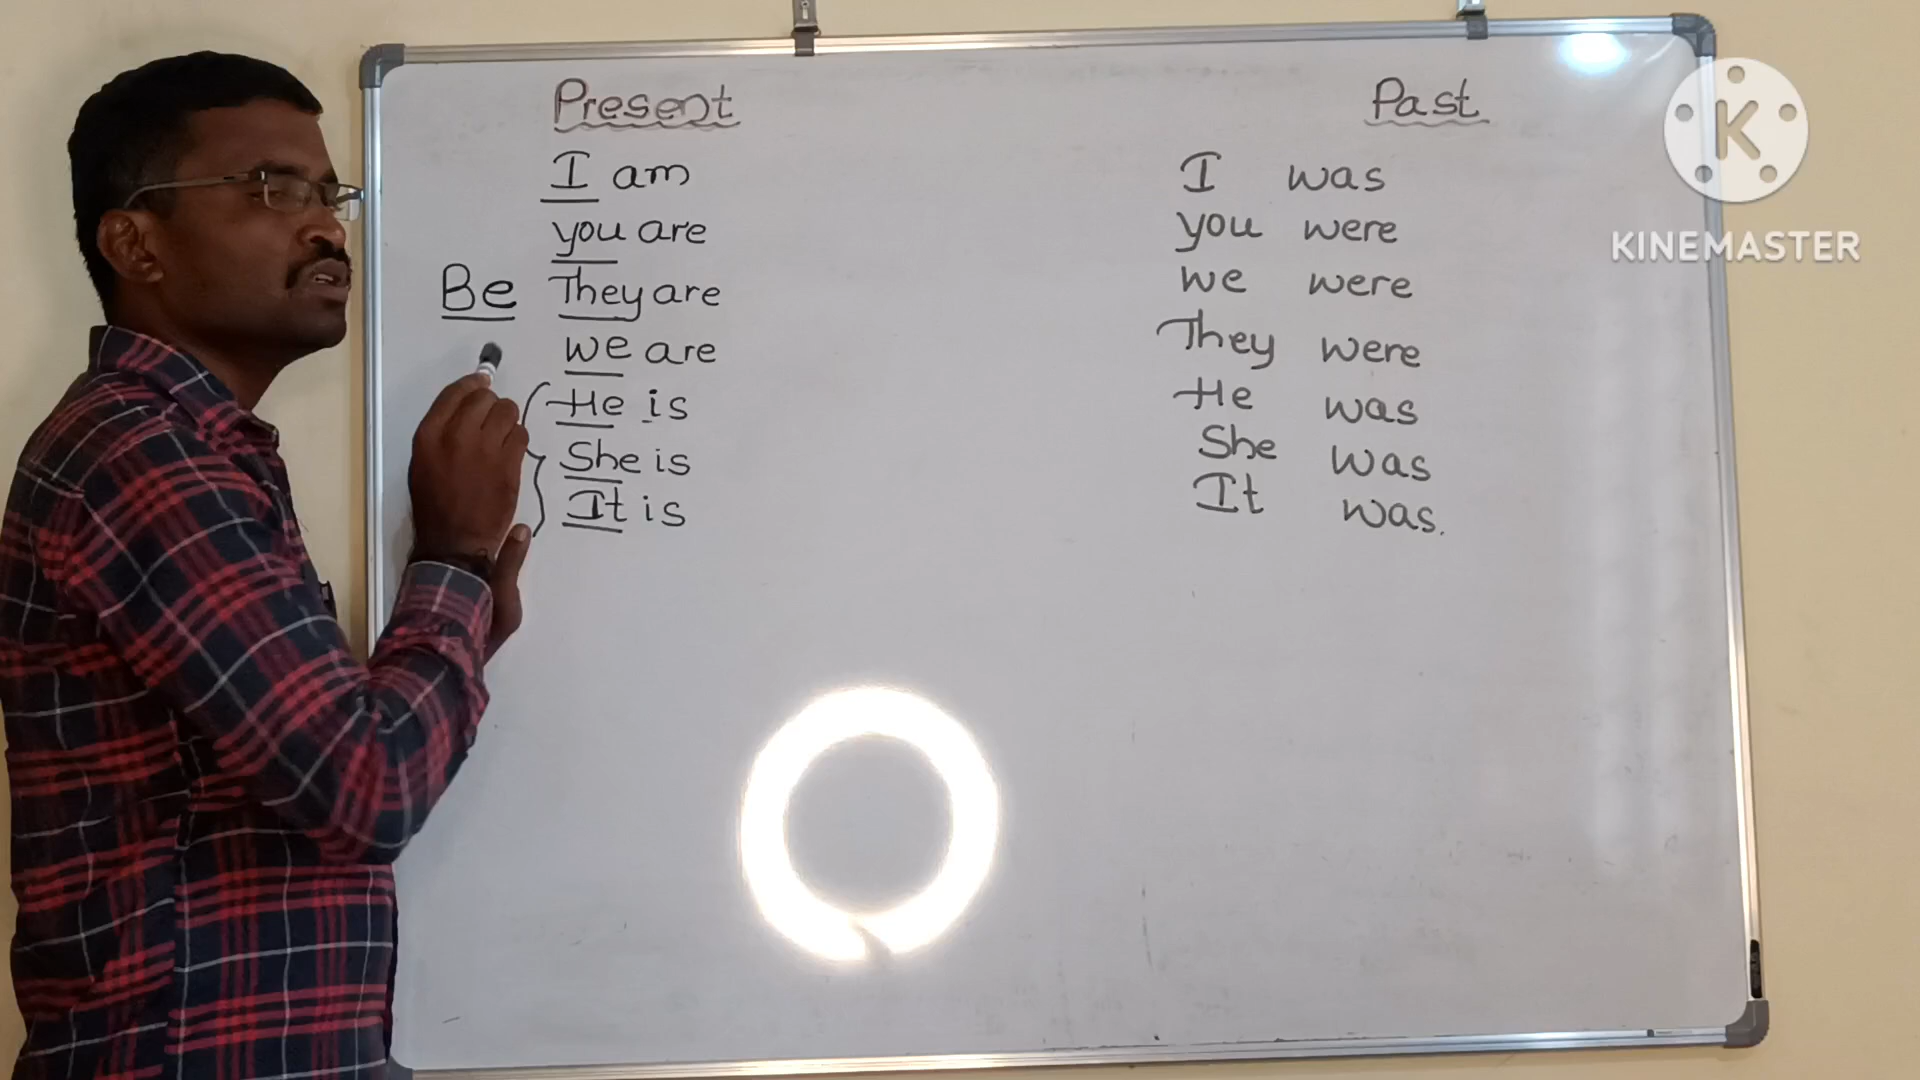 Present
I am
you are
Be They are
we are
He is
She is
It is
Past
I was
you were
we were
They were
He was
She was
It was.
K
KINEMASTER